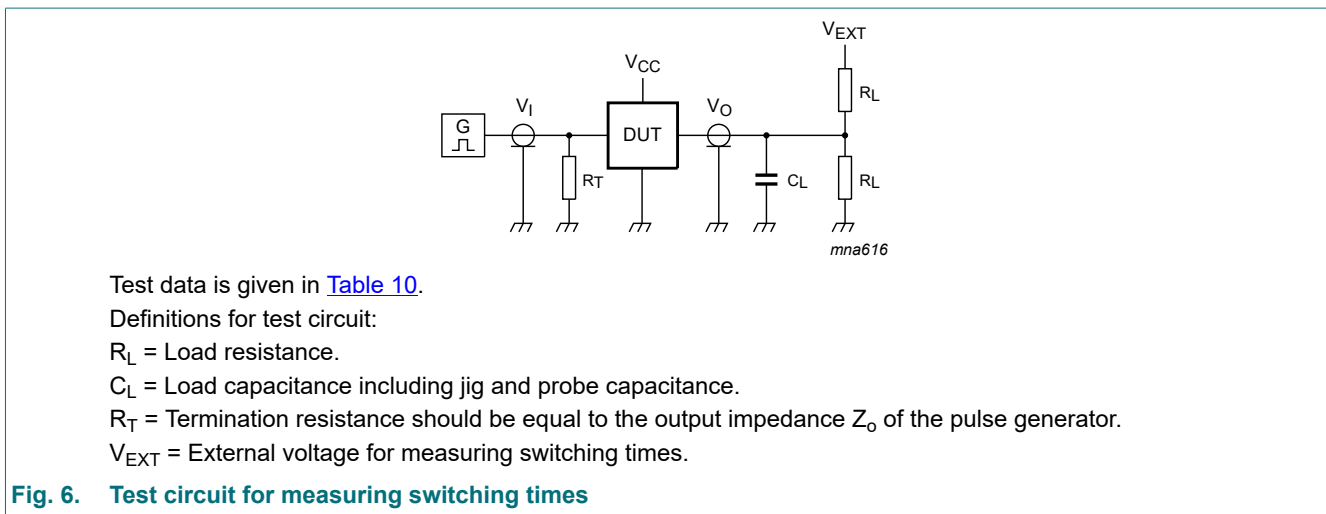 VEXT
VCC
RL
VI
VO
G
DUT
RT
CL
RL
mna616
Test data is given in Table 10.
Definitions for test circuit:
RL = Load resistance.
CL = Load capacitance including jig and probe capacitance.
RT = Termination resistance should be equal to the output impedance Zo of the pulse generator.
VEXT = External voltage for measuring switching times.
Fig. 6. Test circuit for measuring switching times